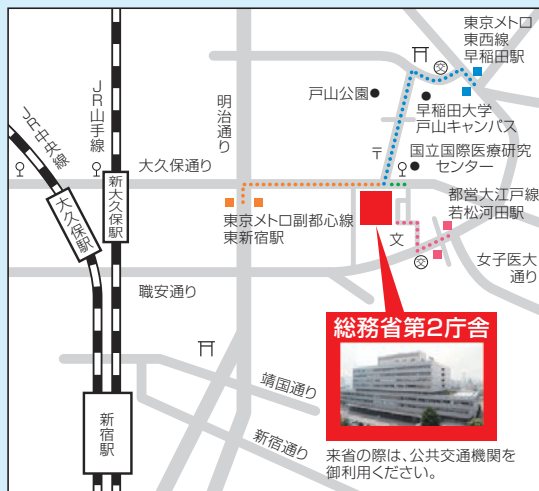 東京メトロ
東西線
早稲田駅
交
戸山公園
早稲田大学
戸山キャンパス
国立国際医療研究
センター
JR中央線
JR山手線
明治通り
大久保通り
大久保駅
新大久保駅
東京メトロ副都心線
東新宿駅
都営大江戸線
若松河田駅
文
交
女子医大
通り
職安通り
総務省第2庁舎
靖国通り
新宿通り
新宿駅
来省の際は、公共交通機関を
御利用ください。